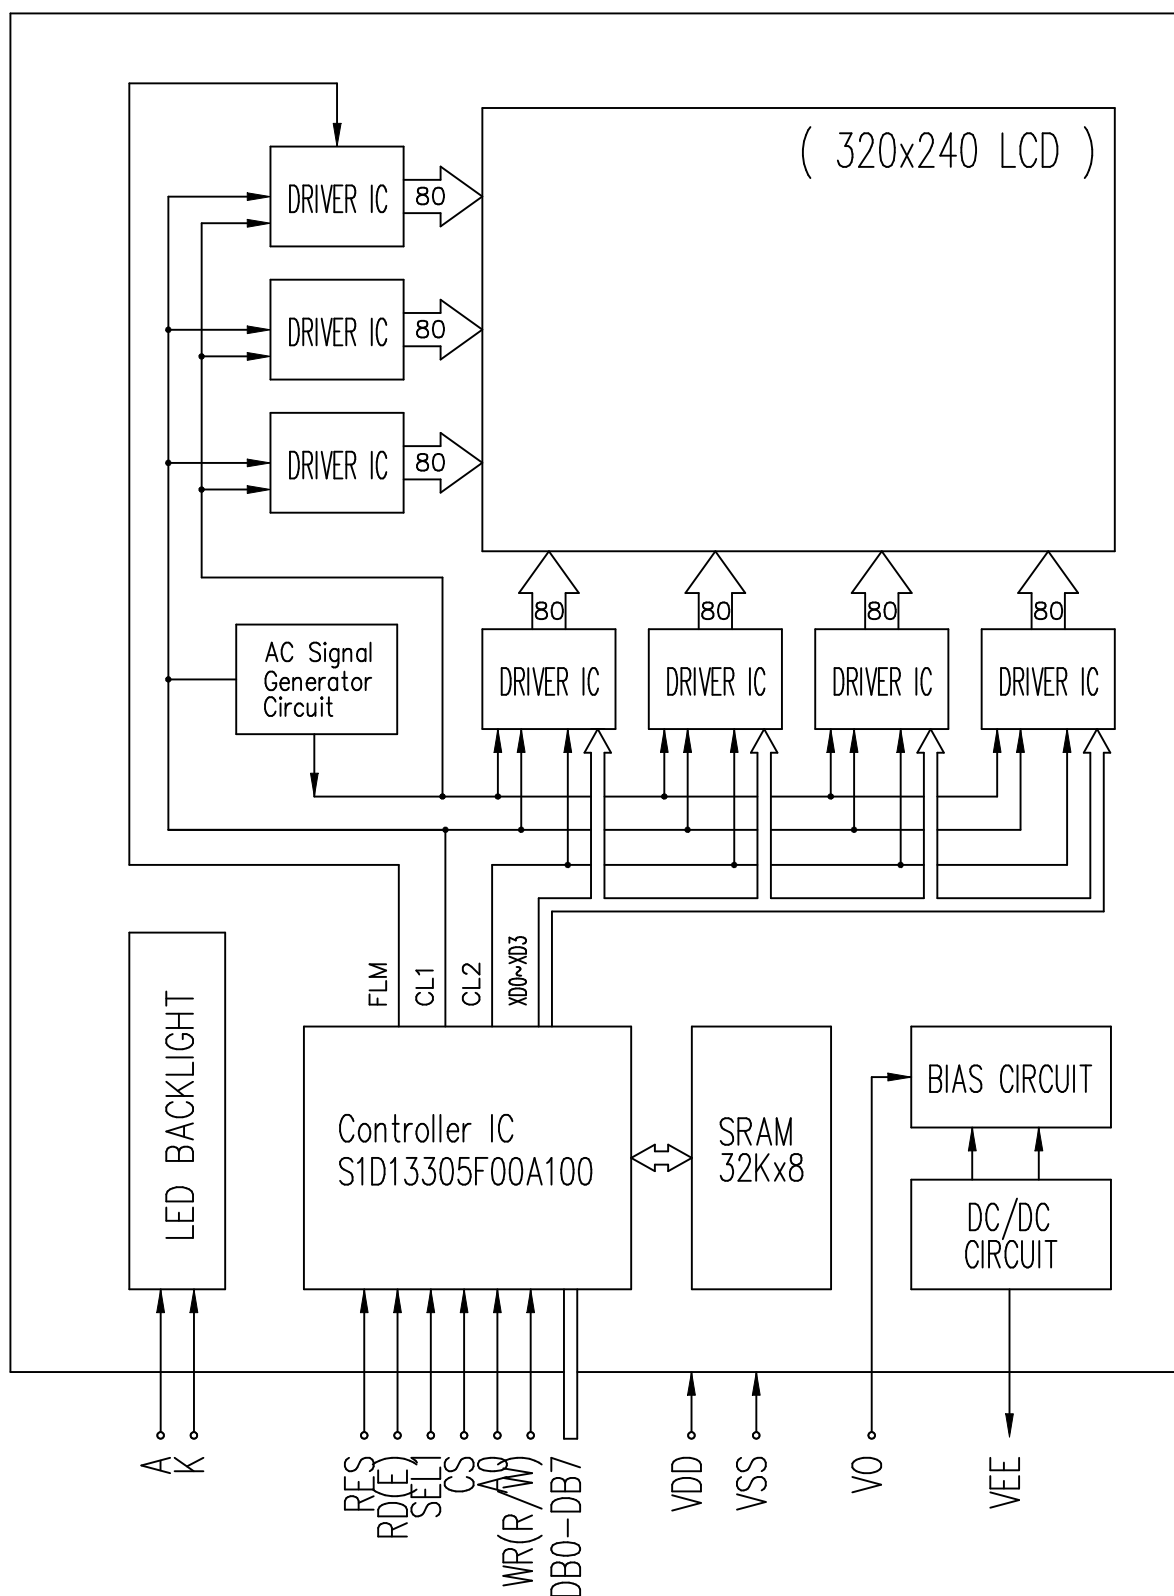 ( 320x240 LCD )
DRIVER IC
80
DRIVER IC
80
DRIVER IC
80
80
80
80
80
AC Signal
Generator
Circuit
DRIVER IC
DRIVER IC
DRIVER IC
DRIVER IC
FLM
CL1
CL2
XD0~XD3
LED BACKLIGHT
Controller IC
S1D13305F00A100
SRAM
32Kx8
BIAS CIRCUIT
DC/DC
CIRCUIT
A
K
RES
RD(E)
SEL1
CS
A0
WR(R/W)
DB0-DB7
VDD
VSS
VO
VEE